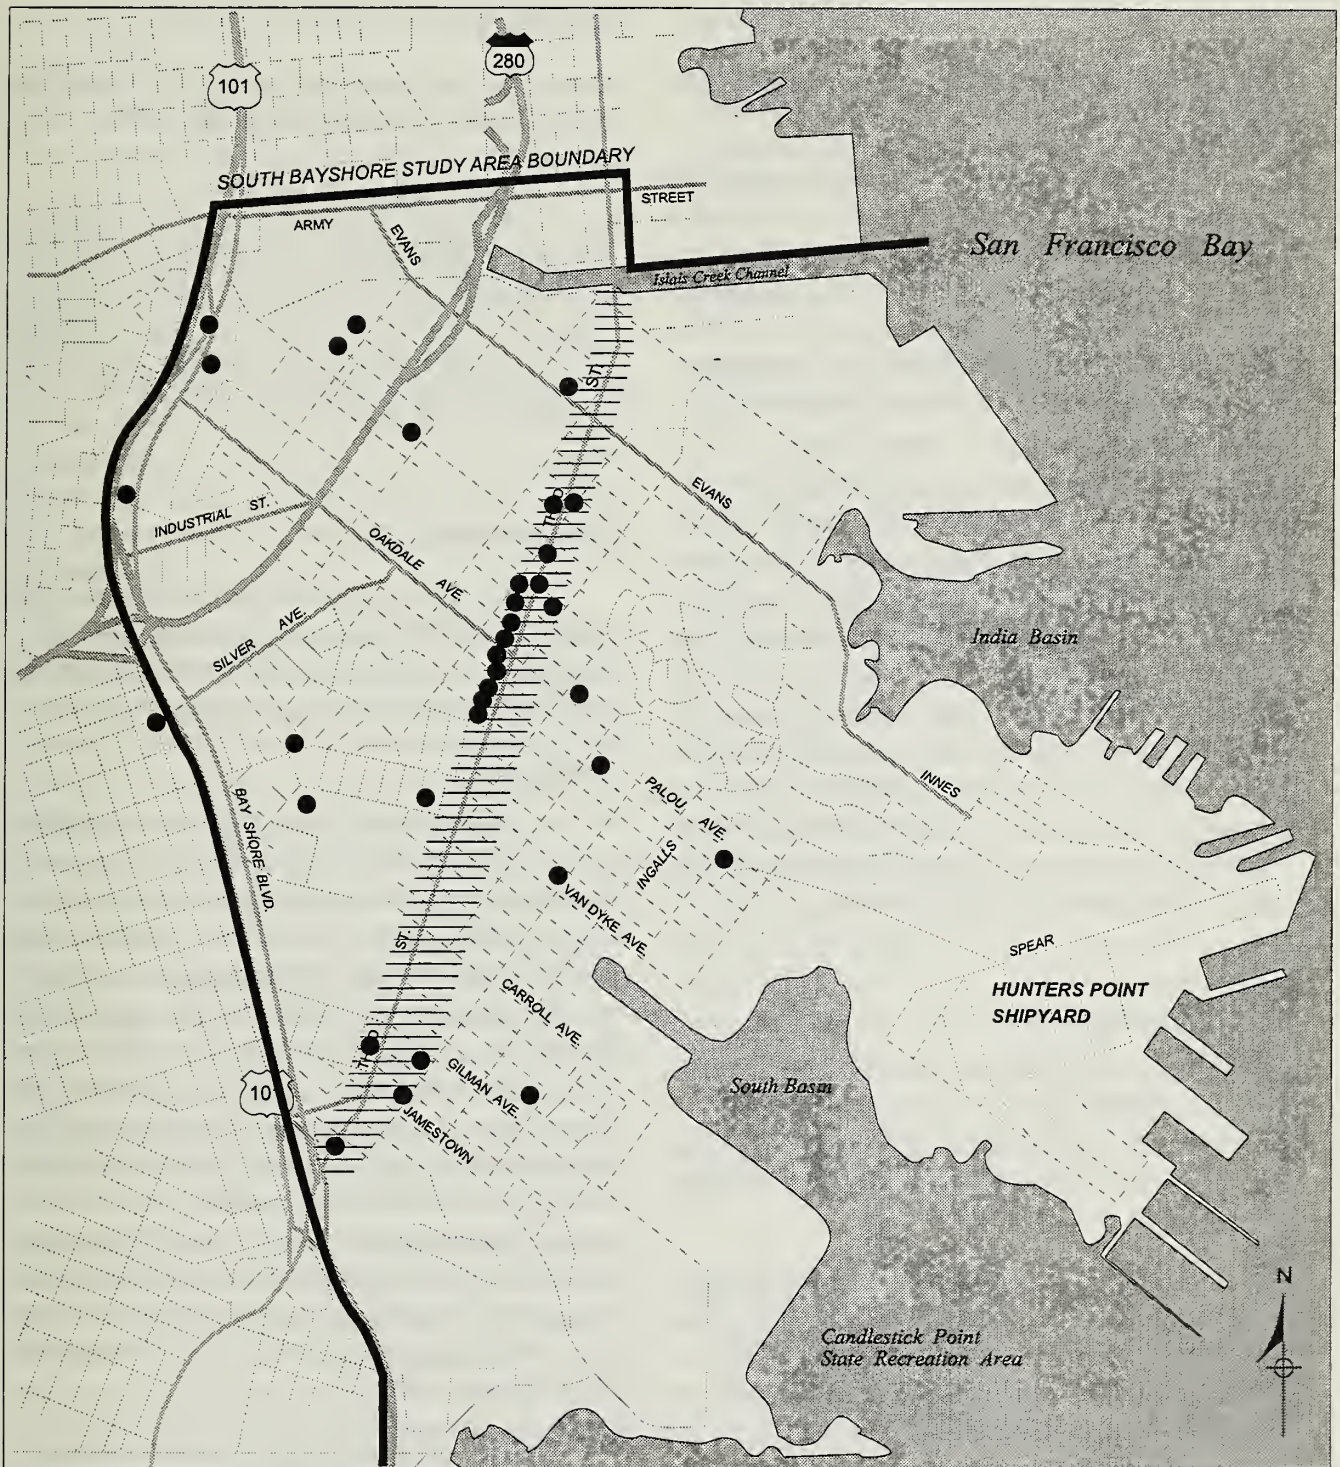 280
101
SOUTH BAYSHORE STUDY AREA BOUNDARY
STREET
ARMY
EVANS
San Francisco Bay
Islais Creek Channel
ST.
EVANS
INDUSTRIAL ST.
OAKDALE AVE.
SILVER AVE.
India Basin
INNES
PALOU AVE.
BAY SHORE BLVD.
INGALLS
VAN DYKE AVE.
ST.
SPEAR
HUNTERS POINT
SHIPYARD
CARROLL AVE.
GILMAN AVE.
South Basin
JAMESTOWN
N
Candlestick Point
State Recreation Area